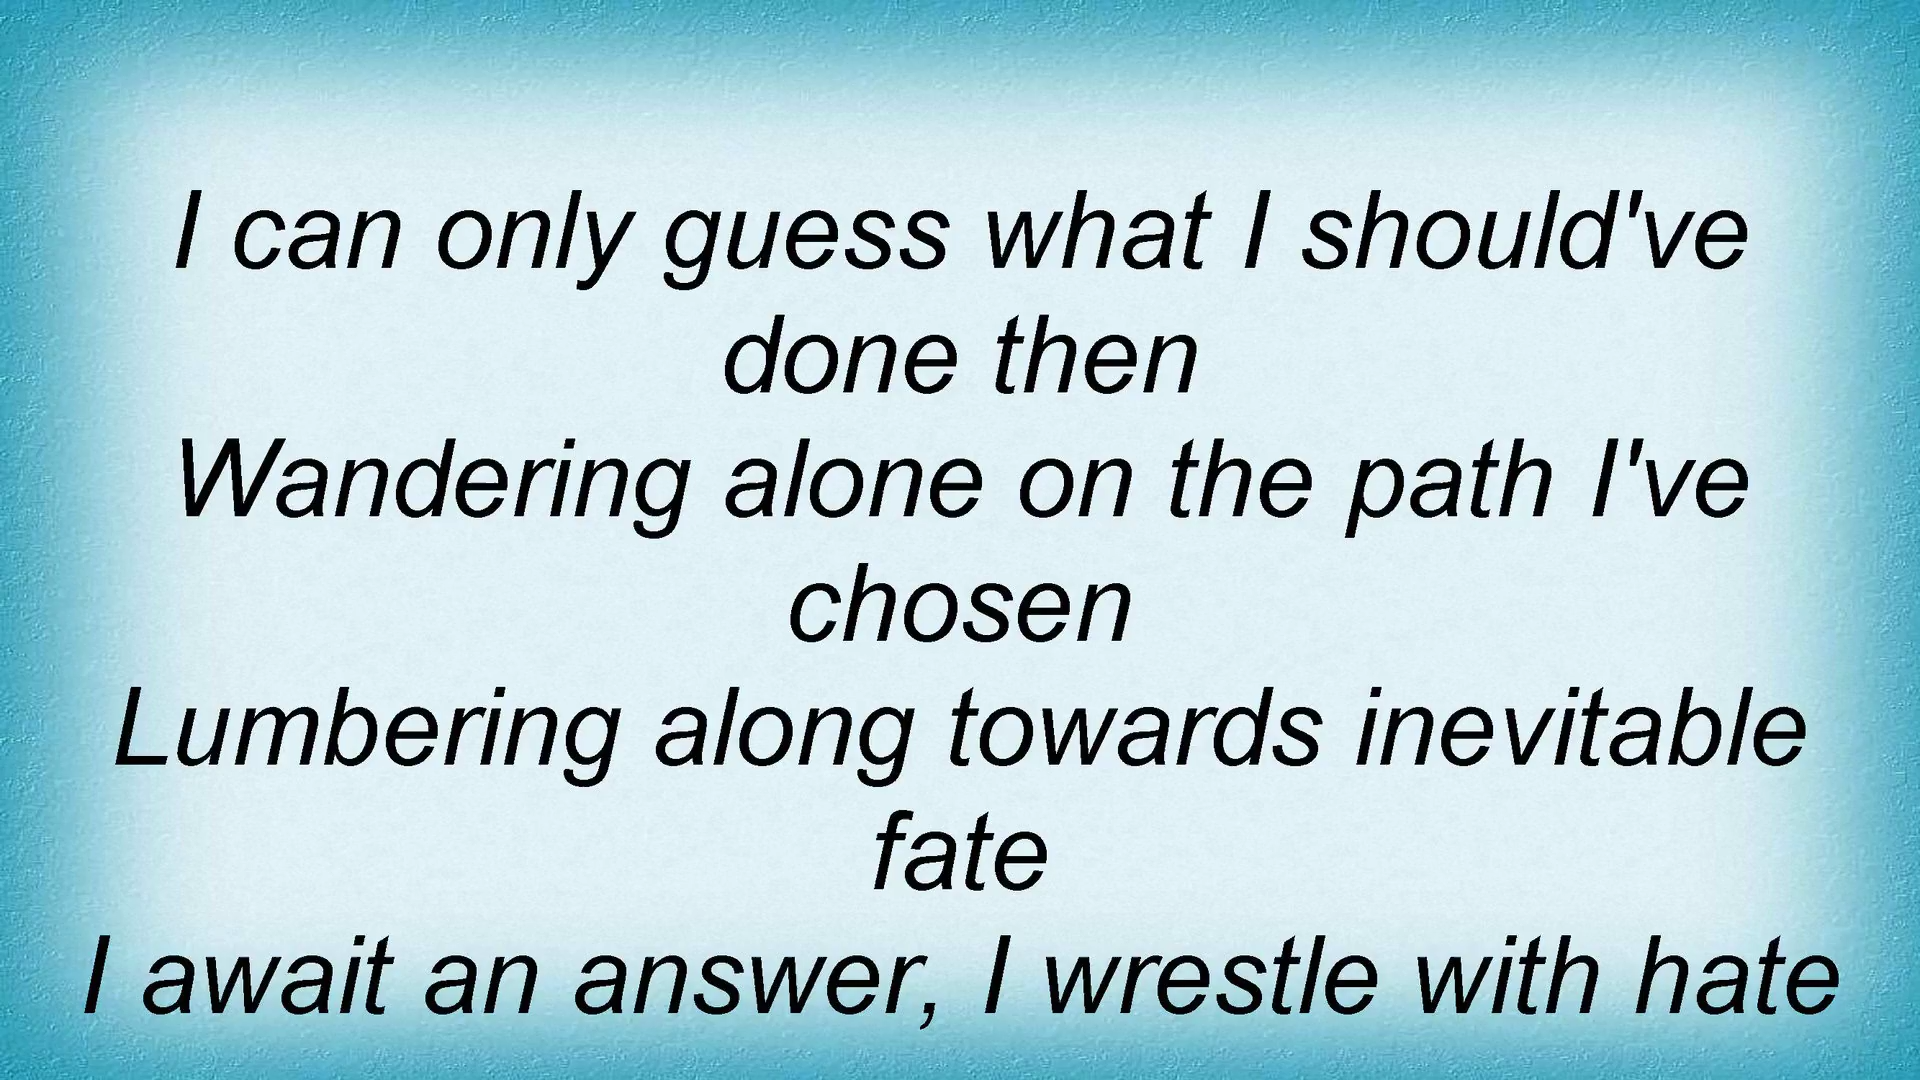 I can only guess what I should've
done then
Wandering alone on the path I've
chosen
Lumbering along towards inevitable
fate
I await an answer, I wrestle with hate